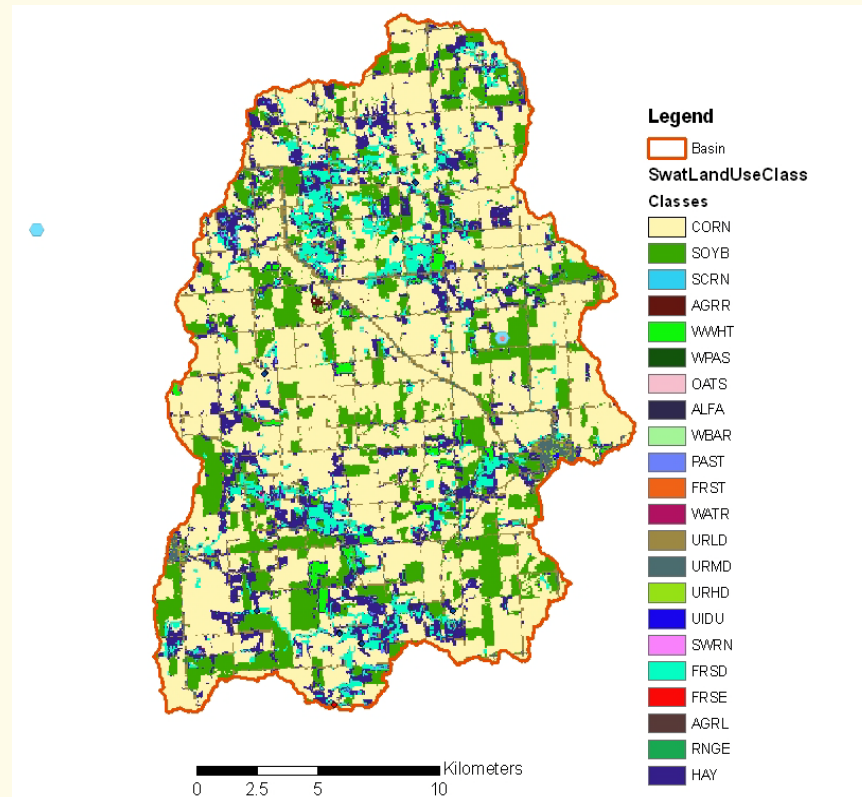 Legend
Basin
SwatLandUseClass
Classes
CORN
SOYB
SCRN
AGRR
WWHT
WPAS
OATS
ALFA
WBAR
PAST
FRST
WATR
URLD
URMD
URHD
UIDU
SWRN
FRSD
FRSE
AGRL
RNGE
HAY
Kilometers
0 2.5 5 10